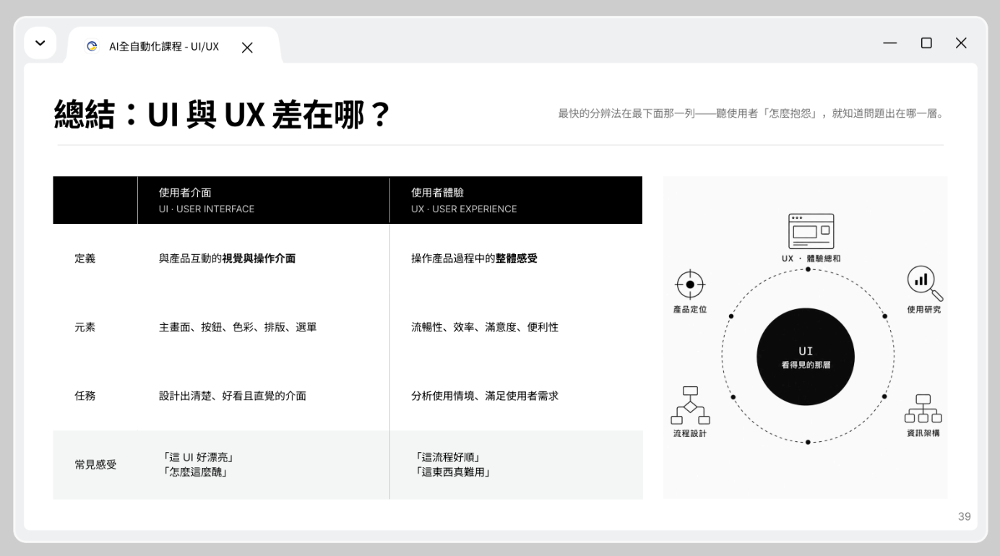 AI全自動化課程 - UI/UX
總結：UI 與 UX 差在哪？
最快的分辨法在最下面那一列——聽使用者「怎麼抱怨」，就知道問題出在哪一層。
使用者介面
UI · USER INTERFACE
使用者體驗
UX · USER EXPERIENCE
定義
與產品互動的視覺與操作介面
操作產品過程中的整體感受
元素
主畫面、按鈕、色彩、排版、選單
流暢性、效率、滿意度、便利性
任務
設計出清楚、好看且直覺的介面
分析使用情境、滿足使用者需求
常見感受
「這 UI 好漂亮」
「怎麼這麼醜」
「這流程好順」
「這東西真難用」
UX · 體驗總和
產品定位
使用研究
UI
看得見的那層
流程設計
資訊架構
39